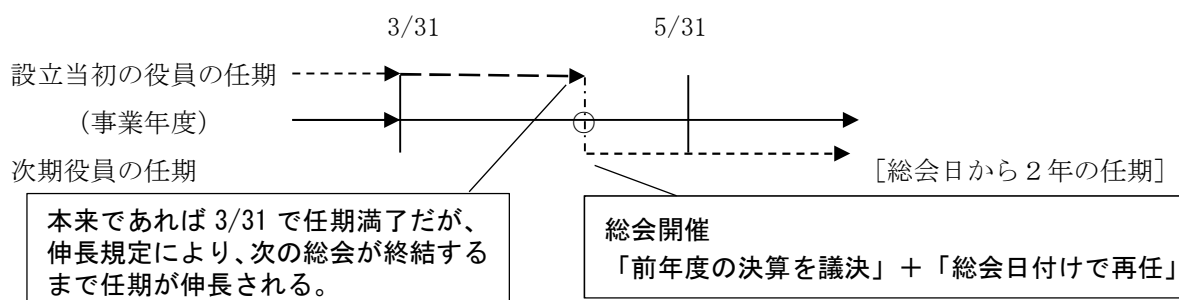 3/31 5/31
設立当初の役員の任期
（事業年度）
次期役員の任期
［総会日から２年の任期］
本来であれば 3/31 で任期満了だが、
伸長規定により、次の総会が終結する
まで任期が伸長される。
総会開催
「前年度の決算を議決」＋「総会日付けで再任」